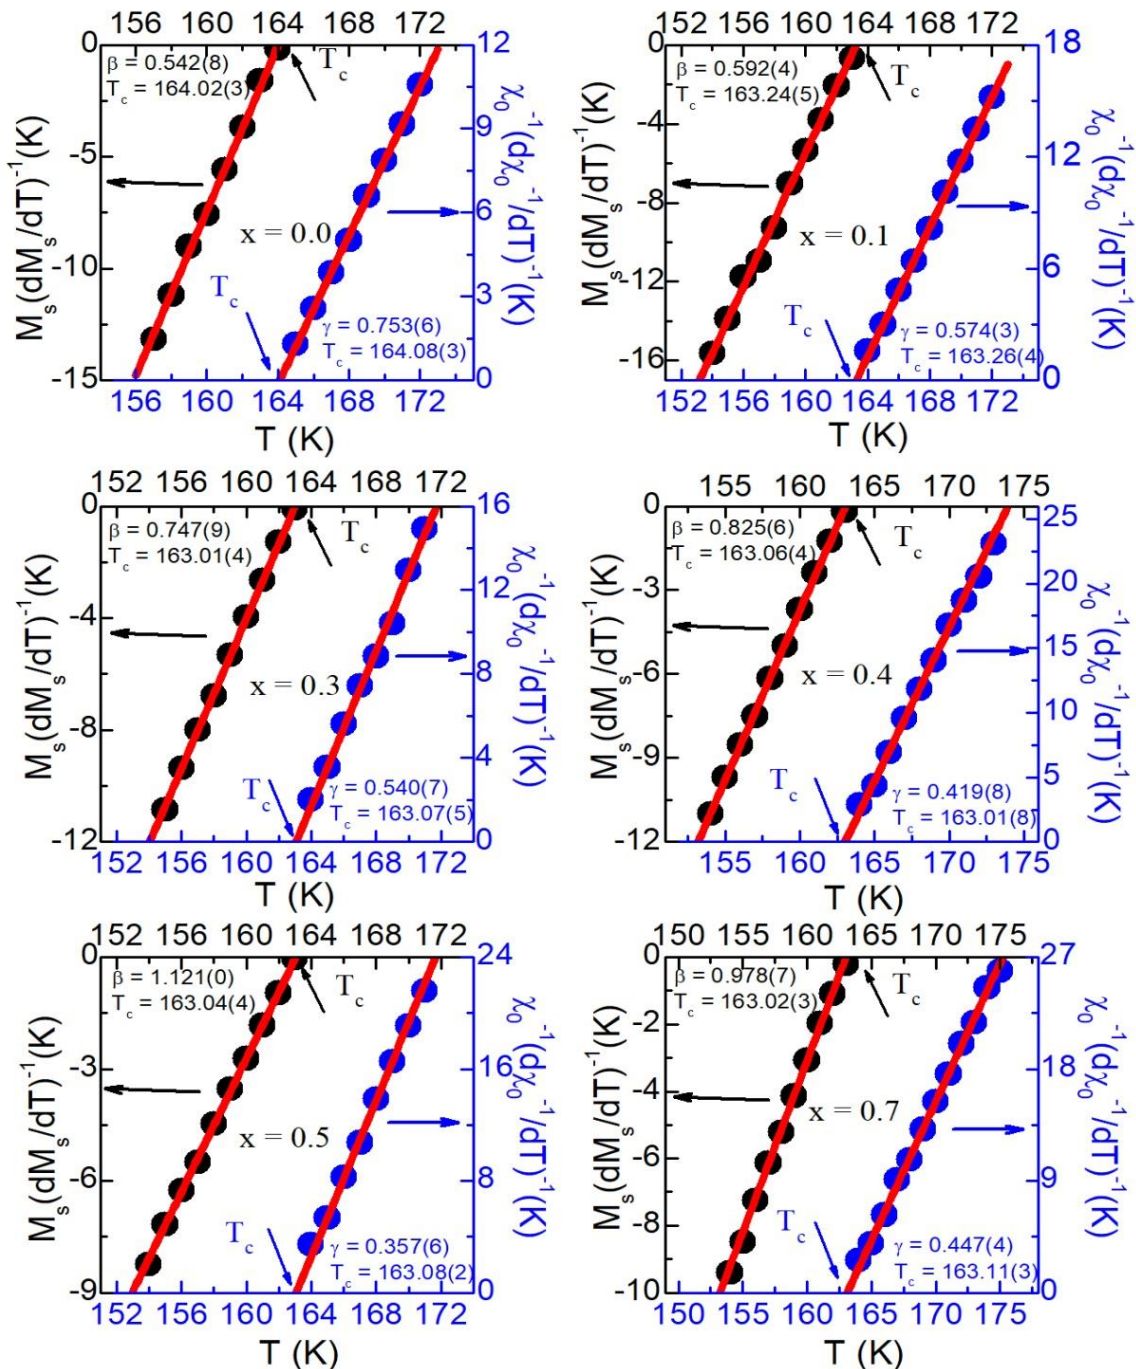 156 160 164 168 172
0
-5
-10
-15
M_s(dM_s/dT)^-1(K)
β = 0.542(8)
T_c = 164.02(3)
T_c
x = 0.0
T_c
γ = 0.753(6)
T_c = 164.08(3)
12
9
6
3
0
χ_0^-1(dχ_0^-1/dT)^-1(K)
156 160 164 168 172
T (K)
152 156 160 164 168 172
0
-4
-8
-12
-16
M_s(dM_s/dT)^-1(K)
β = 0.592(4)
T_c = 163.24(5)
T_c
x = 0.1
T_c
γ = 0.574(3)
T_c = 163.26(4)
18
12
6
0
χ_0^-1(dχ_0^-1/dT)^-1(K)
152 156 160 164 168 172
T (K)
152 156 160 164 168 172
0
-4
-8
-12
M_s(dM_s/dT)^-1(K)
β = 0.747(9)
T_c = 163.01(4)
T_c
x = 0.3
T_c
γ = 0.540(7)
T_c = 163.07(5)
16
12
8
4
0
χ_0^-1(dχ_0^-1/dT)^-1(K)
152 156 160 164 168 172
T (K)
155 160 165 170 175
0
-3
-6
-9
-12
M_s(dM_s/dT)^-1(K)
β = 0.825(6)
T_c = 163.06(4)
T_c
x = 0.4
T_c
γ = 0.419(8)
T_c = 163.01(8)
25
20
15
10
5
0
χ_0^-1(dχ_0^-1/dT)^-1(K)
155 160 165 170 175
T (K)
152 156 160 164 168 172
0
-3
-6
-9
M_s(dM_s/dT)^-1(K)
β = 1.121(0)
T_c = 163.04(4)
T_c
x = 0.5
T_c
γ = 0.357(6)
T_c = 163.08(2)
24
16
8
0
χ_0^-1(dχ_0^-1/dT)^-1(K)
152 156 160 164 168 172
T (K)
150 155 160 165 170 175
0
-2
-4
-6
-8
-10
M_s(dM_s/dT)^-1(K)
β = 0.978(7)
T_c = 163.02(3)
T_c
x = 0.7
T_c
γ = 0.447(4)
T_c = 163.11(3)
27
18
9
0
χ_0^-1(dχ_0^-1/dT)^-1(K)
150 155 160 165 170 175
T (K)